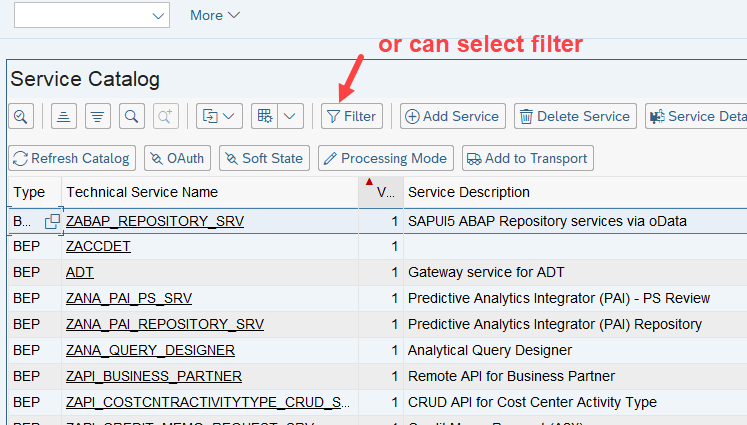 More
or can select filter
Service Catalog
Filter Add Service Delete Service Service Deta
Refresh Catalog OAuth Soft State Processing Mode Add to Transport
Type Technical Service Name V... Service Description
B... ZABAP_REPOSITORY_SRV 1 SAPUI5 ABAP Repository services via oData
BEP ZACCDET 1
BEP ADT 1 Gateway service for ADT
BEP ZANA_PAI_PS_SRV 1 Predictive Analytics Integrator (PAI) - PS Review
BEP ZANA_PAI_REPOSITORY_SRV 1 Predictive Analytics Integrator (PAI) Repository
BEP ZANA_QUERY_DESIGNER 1 Analytical Query Designer
BEP ZAPI_BUSINESS_PARTNER 1 Remote API for Business Partner
BEP ZAPI_COSTCNTRACTIVITYTYPE_CRUD_S... 1 CRUD API for Cost Center Activity Type